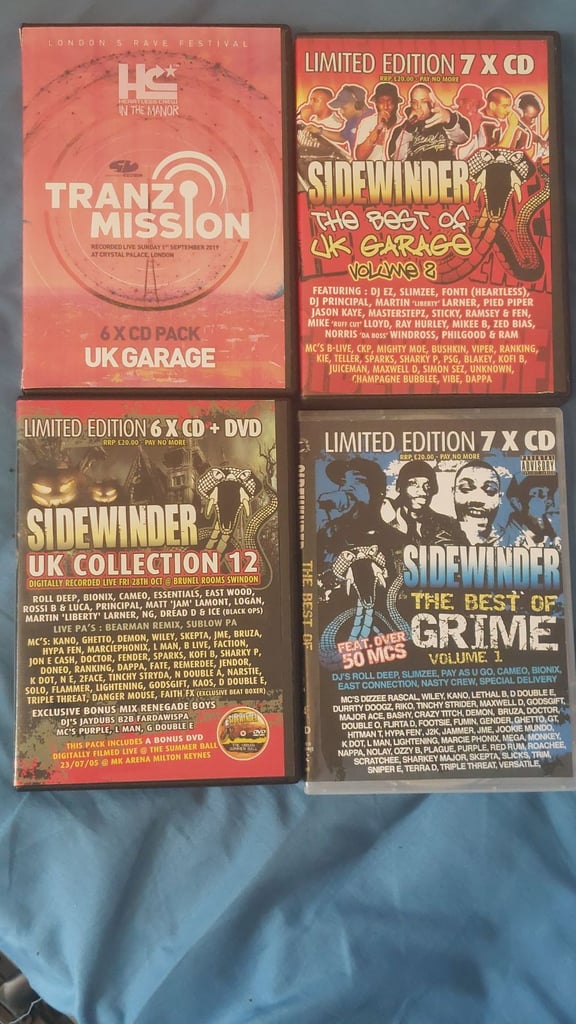 LONDON'S RAVE FESTIVAL
HC
HEARTLESS CREW
IN THE MANOR
TRANZMISSION
RECORDED LIVE SUNDAY 1ST SEPTEMBER 2019
AT CRYSTAL PALACE, LONDON
6 X CD PACK
UK GARAGE
LIMITED EDITION 7 X CD
RRP £20.00 - PAY NO MORE
SIDEWINDER
THE BEST OF
UK GARAGE
VOLUME 2
FEATURING : DJ EZ, SLIMZEE, FONTI (HEARTLESS),
DJ PRINCIPAL, MARTIN 'LIBERTY' LARNER, PIED PIPER
JASON KAYE, MASTERSTEPZ, STICKY, RAMSEY & FEN,
MIKE 'RUFF CUT' LLOYD, RAY HURLEY, MIKEE B, ZED BIAS,
NORRIS 'DA BOSS' WINDROSS, PHILGOOD & RAM
MC'S B-LIVE, CKP, MIGHTY MOE, BUSHKIN, VIPER, RANKING,
KIE, TELLER, SPARKS, SHARKY P, PSG, BLAKEY, KOFI B,
JUICEMAN, MAXWELL D, SIMON SEZ, UNKNOWN,
CHAMPAGNE BUBBLEE, VIBE, DAPPA
LIMITED EDITION 6 X CD + DVD
RRP £20.00 - PAY NO MORE
SIDEWINDER
UK COLLECTION 12
DIGITALLY RECORDED LIVE FRI 28TH OCT @ BRUNEL ROOMS SWINDON
ROLL DEEP, BIONIX, CAMEO, ESSENTIALS, EAST WOOD,
ROSSI B & LUCA, PRINCIPAL, MATT 'JAM' LAMONT, LOGAN,
MARTIN 'LIBERTY' LARNER, NG, DREAD D & ICE (BLACK OPS)
LIVE PA'S : BEARMAN REMIX, SUBLOW PA
MC'S: KANO, GHETTO, DEMON, WILEY, SKEPTA, JME, BRUZA,
HYPA FEN, MARCIEPHONIX, L MAN, B LIVE, FACTION,
JON E CASH, DOCTOR, FENDER, SPARKS, KOFI B, SHARKY P,
DONEO, RANKING, DAPPA, FATE, REMERDEE, JENDOR,
K DOT, N E, 2FACE, TINCHY STRYDA, N DOUBLE A, NARSTIE,
SOLO, FLAMMER, LIGHTENING, GODSGIFT, KAOS, D DOUBLE E,
TRIPLE THREAT, DANGER MOUSE, FAITH FX (EXCLUSIVE BEAT BOXER)
EXCLUSIVE BONUS MIX RENEGADE BOYS
DJ'S JAYDUBS B2B FARDAWISPA
MC'S PURPLE, L MAN, G DOUBLE E
THIS PACK INCLUDES A BONUS DVD
DIGITALLY FILMED LIVE @ THE SUMMER BALL
23/07/05 @ MK ARENA MILTON KEYNES
THE BEST OF
LIMITED EDITION 7 X CD
RRP £20.00 - PAY NO MORE
PARENTAL
ADVISORY
SIDEWINDER
THE BEST OF
GRIME
VOLUME 1
FEAT. OVER
50 MCS
DJ'S ROLL DEEP, SLIMZEE, PAY AS U GO, CAMEO, BIONIX,
EAST CONNECTION, NASTY CREW, SPECIAL DELIVERY
MC'S DIZZEE RASCAL, WILEY, KANO, LETHAL B, D DOUBLE E,
DURRTY DOOGZ, RIKO, TINCHY STRIDER, MAXWELL D, GODSGIFT,
MAJOR ACE, BASHY, CRAZY TITCH, DEMON, BRUZA, DOCTOR,
DOUBLE O, FLIRTA D, FOOTSIE, FUMIN, GENDER, GHETTO, GT,
HITMAN T, HYPA FEN', J2K, JAMMER, JME, JOOKIE MUNDO,
K DOT, L MAN, LIGHTENING, MARCIE PHONIX, MEGA, MONKEY,
NAPPA, NOLAY, OZZY B, PLAGUE, PURPLE, RED RUM, ROACHEE,
SCRATCHEE, SHARKEY MAJOR, SKEPTA, SLICKS, TRIM,
SNIPER E, TERRA D, TRIPLE THREAT, VERSATILE,